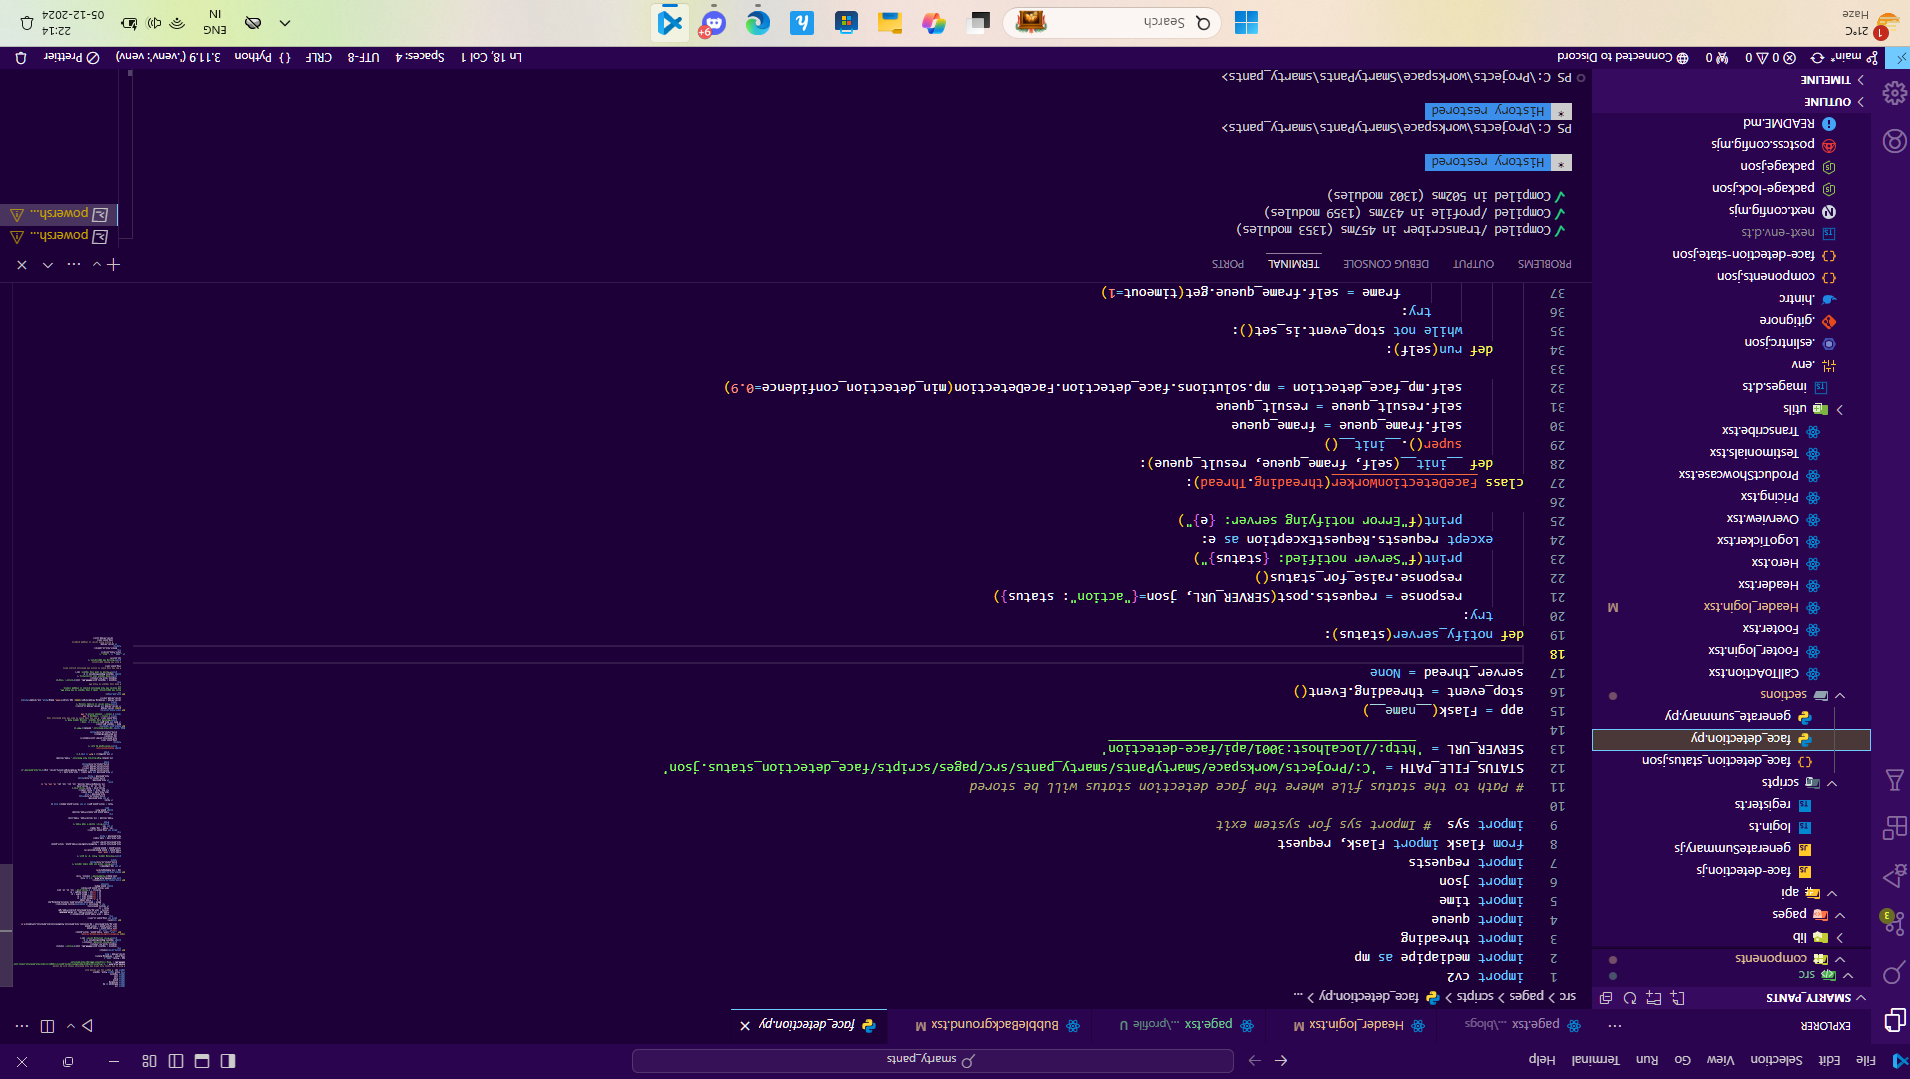 File Edit Selection View Go Run Terminal Help
smarty_pants
EXPLORER
page.tsx ...\blogs
Header_login.tsx M
page.tsx ...\profile U
BubbleBackground.tsx M
face_detection.py
SMARTY_PANTS
src
components
lib
pages
api
face-detection.js
generateSummary.js
login.ts
register.ts
scripts
face_detection_status.json
face_detection.py
generate_summary.py
sections
CallToAction.tsx
Footer_login.tsx
Footer.tsx
Header_login.tsx M
Header.tsx
Hero.tsx
LogoTicker.tsx
Overview.tsx
Pricing.tsx
ProductShowcase.tsx
Testimonials.tsx
Transcribe.tsx
utils
images.d.ts
.env
.eslintrc.json
.gitignore
.hintrc
components.json
face-detection-state.json
next-env.d.ts
next.config.mjs
package-lock.json
package.json
postcss.config.mjs
README.md
OUTLINE
TIMELINE
3
src > pages > scripts > face_detection.py > ...
1 import cv2
2 import mediapipe as mp
3 import threading
4 import queue
5 import time
6 import json
7 import requests
8 from flask import Flask, request
9 import sys  # Import sys for system exit
10
11 # Path to the status file where the face detection status will be stored
12 STATUS_FILE_PATH = 'C:/Projects/workspace/SmartyPants/smarty_pants/src/pages/scripts/face_detection_status.json'
13 SERVER_URL = 'http://localhost:3001/api/face-detection'
14
15 app = Flask(__name__)
16 stop_event = threading.Event()
17 server_thread = None
18
19 def notify_server(status):
20     try:
21         response = requests.post(SERVER_URL, json={"action": status})
22         response.raise_for_status()
23         print(f"Server notified: {status}")
24     except requests.RequestException as e:
25         print(f"Error notifying server: {e}")
26
27 class FaceDetectionWorker(threading.Thread):
28     def __init__(self, frame_queue, result_queue):
29         super().__init__()
30         self.frame_queue = frame_queue
31         self.result_queue = result_queue
32         self.mp_face_detection = mp.solutions.face_detection.FaceDetection(min_detection_confidence=0.9)
33
34     def run(self):
35         while not stop_event.is_set():
36             try:
37                 frame = self.frame_queue.get(timeout=1)
PROBLEMS OUTPUT DEBUG CONSOLE TERMINAL PORTS
✓ Compiled /transcriber in 457ms (1353 modules)
✓ Compiled /profile in 437ms (1359 modules)
✓ Compiled in 502ms (1302 modules)
* History restored
PS C:\Projects\workspace\SmartyPants\smarty_pants>
* History restored
PS C:\Projects\workspace\SmartyPants\smarty_pants>
powersh...
powersh...
main* 0 0 0 Connected to Discord
Ln 18, Col 1 Spaces: 4 UTF-8 CRLF {} Python 3.11.9 ('.venv': venv) Prettier
1
21°C
Haze
Search
+6
ENG
IN
22:14
05-12-2024